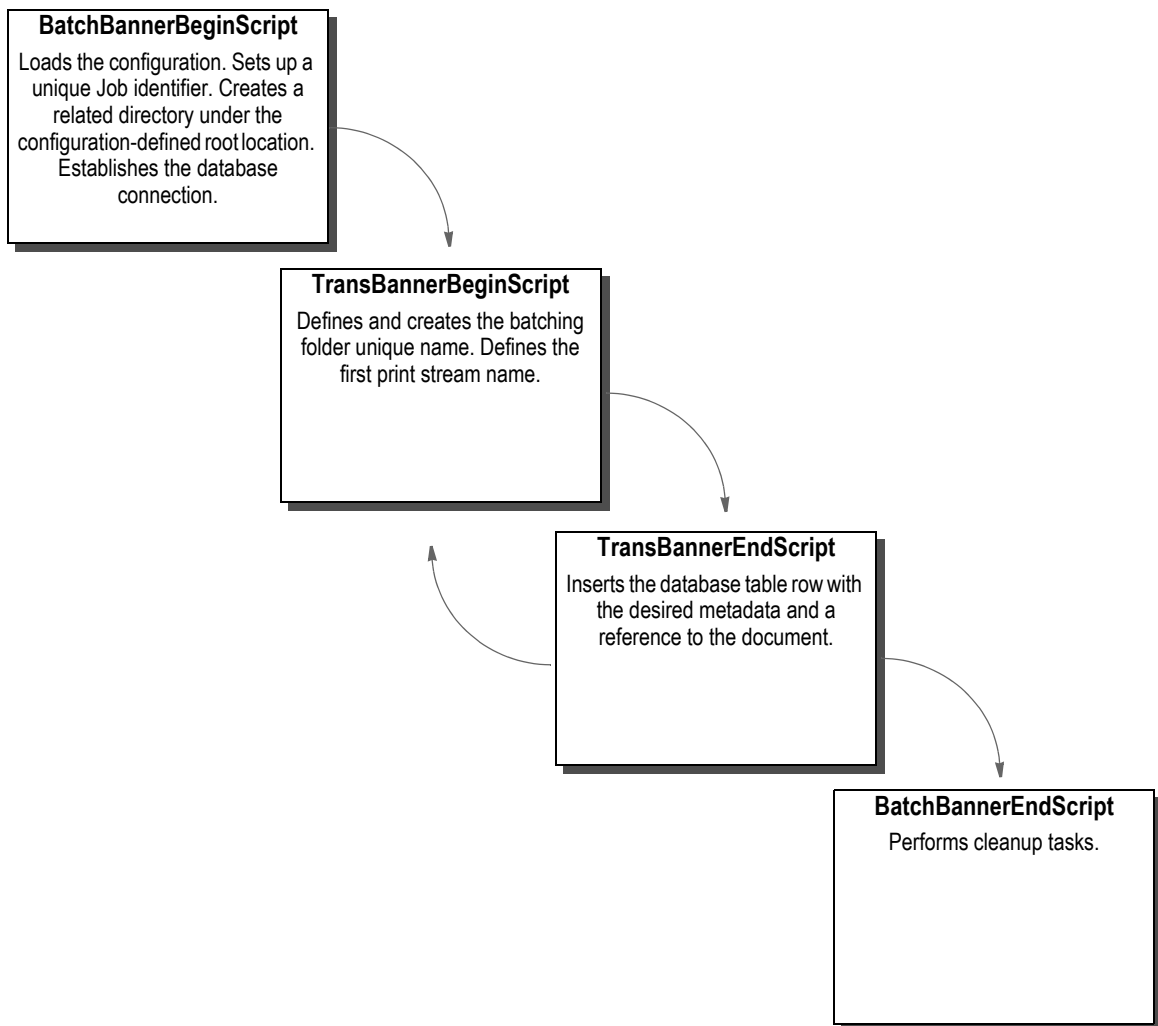 BatchBannerBeginScript
Loads the configuration. Sets up a
unique Job identifier. Creates a
related directory under the
configuration-defined root location.
Establishes the database
connection.
TransBannerBeginScript
Defines and creates the batching
folder unique name. Defines the
first print stream name.
TransBannerEndScript
Inserts the database table row with
the desired metadata and a
reference to the document.
BatchBannerEndScript
Performs cleanup tasks.